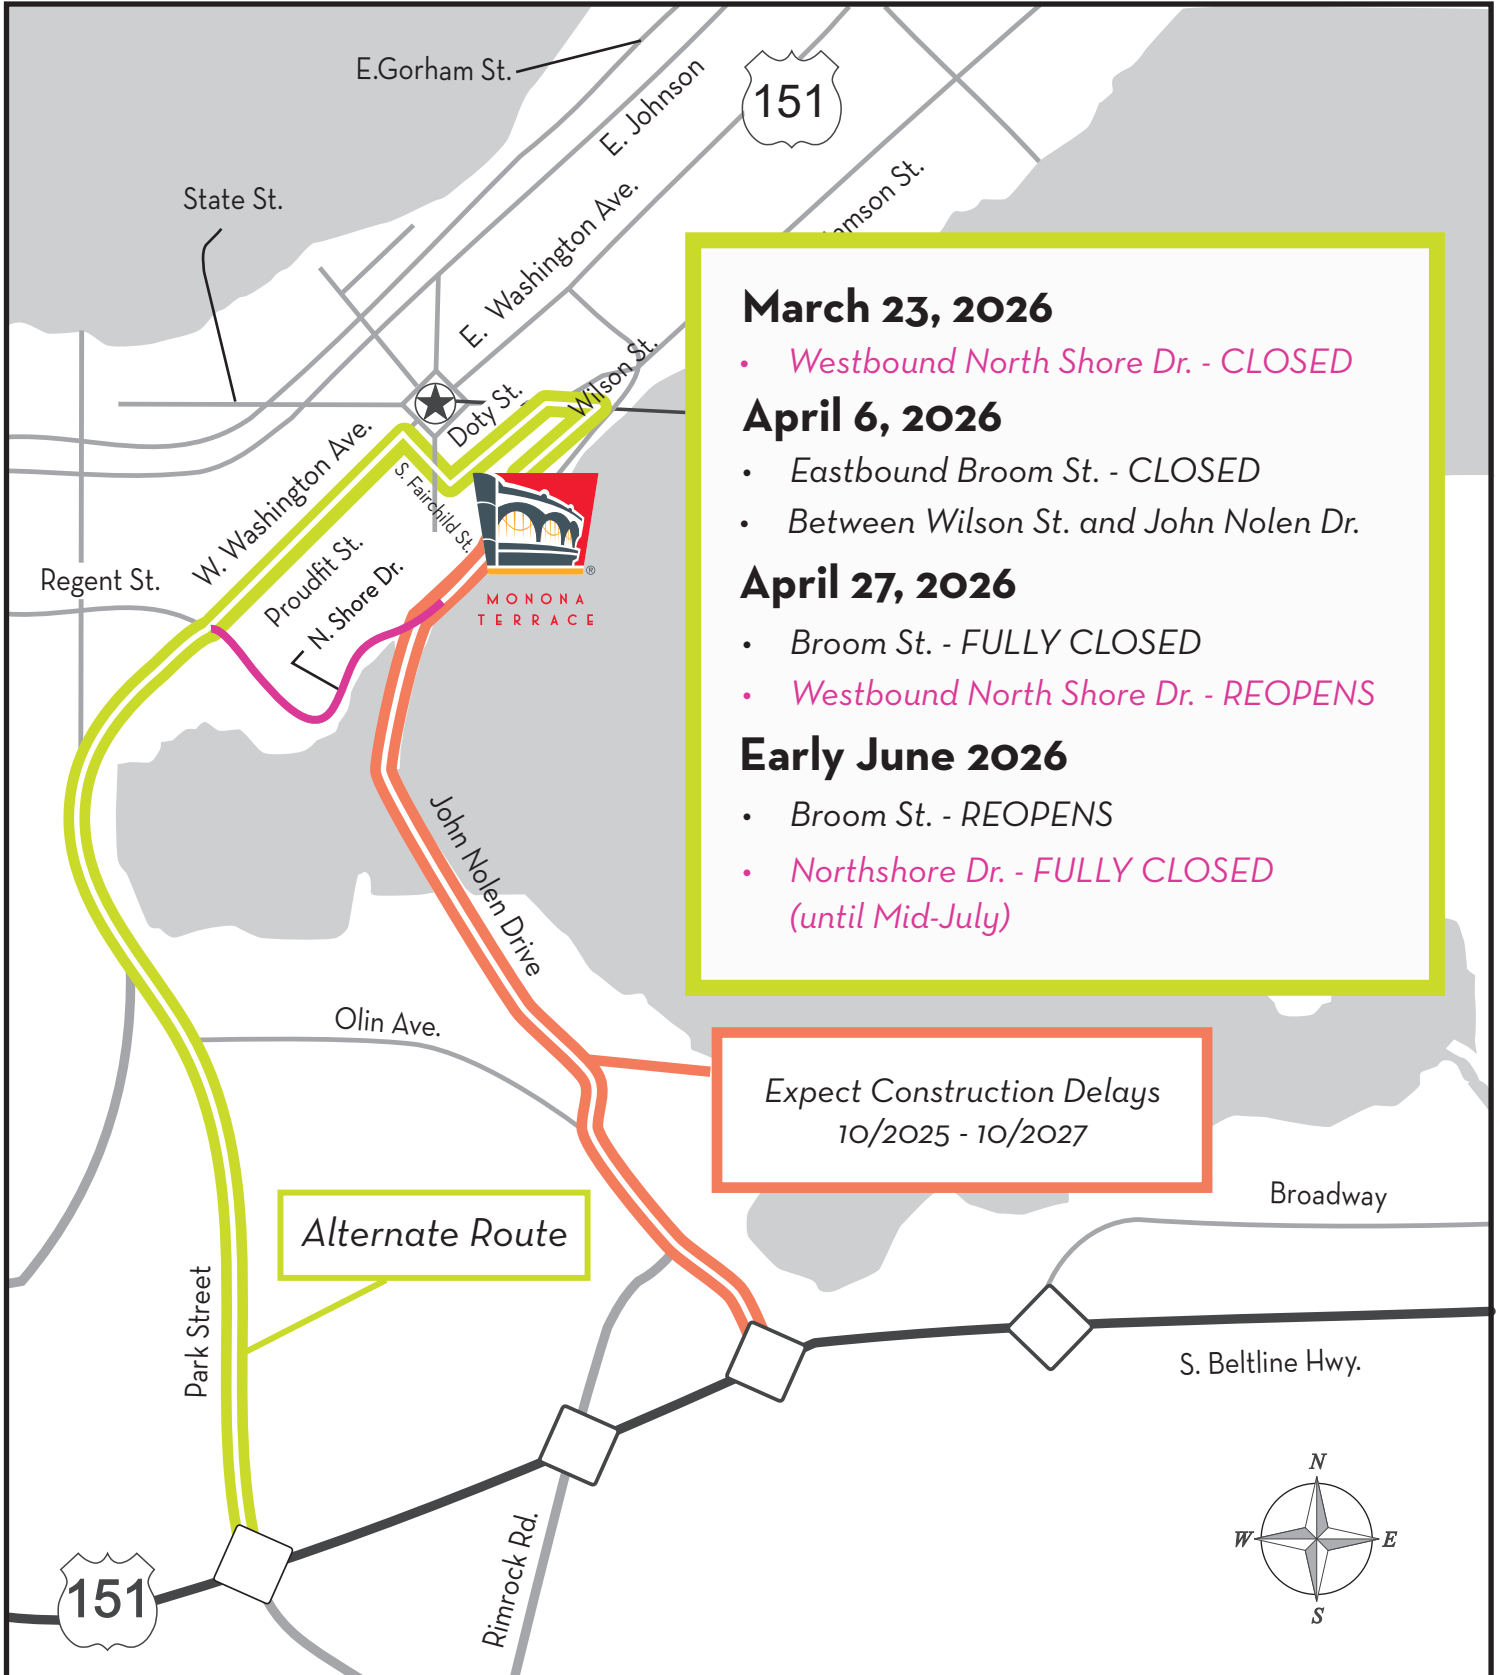 E.Gorham St.
E. Johnson
151
State St.
E. Washington Ave.
amson St.
Wilson St.
Doty St.
W. Washington Ave.
S. Fairchild St.
Regent St.
Proudfit St.
N. Shore Dr.
MONONA
TERRACE
®
March 23, 2026
• Westbound North Shore Dr. - CLOSED
April 6, 2026
• Eastbound Broom St. - CLOSED
• Between Wilson St. and John Nolen Dr.
April 27, 2026
• Broom St. - FULLY CLOSED
• Westbound North Shore Dr. - REOPENS
Early June 2026
• Broom St. - REOPENS
• Northshore Dr. - FULLY CLOSED
(until Mid-July)
John Nolen Drive
Olin Ave.
Expect Construction Delays
10/2025 - 10/2027
Alternate Route
Broadway
Park Street
S. Beltline Hwy.
Rimrock Rd.
151
N
W
E
S